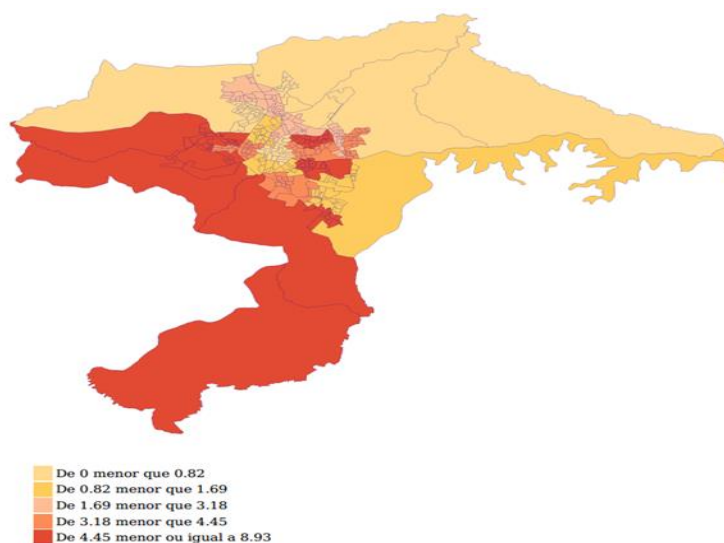 De 0 menor que 0.82
De 0.82 menor que 1.69
De 1.69 menor que 3.18
De 3.18 menor que 4.45
De 4.45 menor ou igual a 8.93